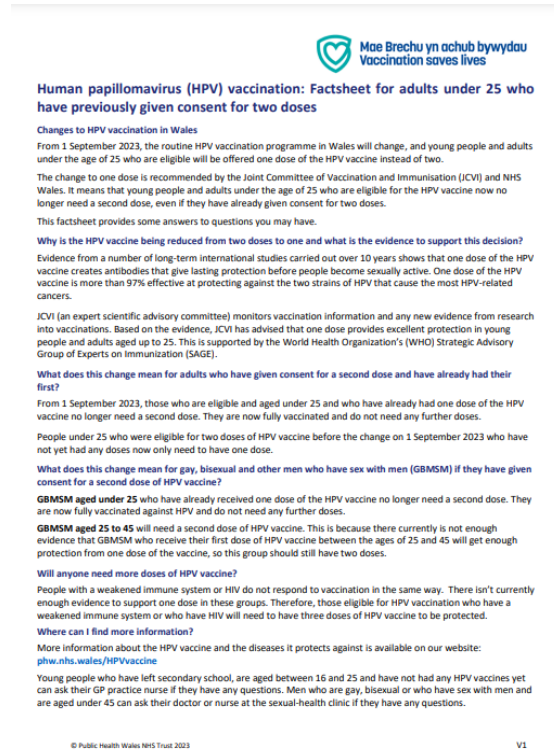 Mae Brechu yn achub bywydau
Vaccination saves lives
Human papillomavirus (HPV) vaccination: Factsheet for adults under 25 who
have previously given consent for two doses
Changes to HPV vaccination in Wales
From 1 September 2023, the routine HPV vaccination programme in Wales will change, and young people and adults
under the age of 25 who are eligible will be offered one dose of the HPV vaccine instead of two.
The change to one dose is recommended by the Joint Committee of Vaccination and Immunisation (JCVI) and NHS
Wales. It means that young people and adults under the age of 25 who are eligible for the HPV vaccine now no
longer need a second dose, even if they have already given consent for two doses.
This factsheet provides some answers to questions you may have.
Why is the HPV vaccine being reduced from two doses to one and what is the evidence to support this decision?
Evidence from a number of long-term international studies carried out over 10 years shows that one dose of the HPV
vaccine creates antibodies that give lasting protection before people become sexually active. One dose of the HPV
vaccine is more than 97% effective at protecting against the two strains of HPV that cause the most HPV-related
cancers.
JCVI (an expert scientific advisory committee) monitors vaccination information and any new evidence from research
into vaccinations. Based on the evidence, JCVI has advised that one dose provides excellent protection in young
people and adults aged up to 25. This is supported by the World Health Organization's (WHO) Strategic Advisory
Group of Experts on Immunization (SAGE).
What does this change mean for adults who have given consent for a second dose and have already had their
first?
From 1 September 2023, those who are eligible and aged under 25 and who have already had one dose of the HPV
vaccine no longer need a second dose. They are now fully vaccinated and do not need any further doses.
People under 25 who were eligible for two doses of HPV vaccine before the change on 1 September 2023 who have
not yet had any doses now only need to have one dose.
What does this change mean for gay, bisexual and other men who have sex with men (GBMSM) if they have given
consent for a second dose of HPV vaccine?
GBMSM aged under 25 who have already received one dose of the HPV vaccine no longer need a second dose. They
are now fully vaccinated against HPV and do not need any further doses.
GBMSM aged 25 to 45 will need a second dose of HPV vaccine. This is because there currently is not enough
evidence that GBMSM who receive their first dose of HPV vaccine between the ages of 25 and 45 will get enough
protection from one dose of the vaccine, so this group should still have two doses.
Will anyone need more doses of HPV vaccine?
People with a weakened immune system or HIV do not respond to vaccination in the same way. There isn't currently
enough evidence to support one dose in these groups. Therefore, those eligible for HPV vaccination who have a
weakened immune system or who have HIV will need to have three doses of HPV vaccine to be protected.
Where can I find more information?
More information about the HPV vaccine and the diseases it protects against is available on our website:
phw.nhs.wales/HPVvaccine
Young people who have left secondary school, are aged between 16 and 25 and have not had any HPV vaccines yet
can ask their GP practice nurse if they have any questions. Men who are gay, bisexual or who have sex with men and
are aged under 45 can ask their doctor or nurse at the sexual-health clinic if they have any questions.
© Public Health Wales NHS Trust 2023 V1